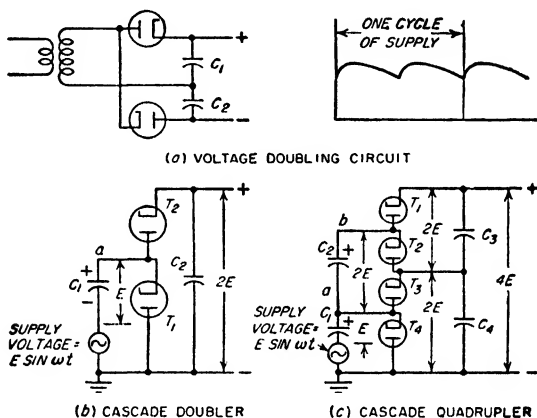 ONE CYCLE
OF SUPPLY
+
C1
C2
-
(a) VOLTAGE DOUBLING CIRCUIT
+
T2
a
+
C1
-
E
T1
C2
2E
SUPPLY
VOLTAGE=
E SIN ωt
-
(b) CASCADE DOUBLER
+
T1
b
C2
+
2E
T2
2E
C3
T3
4E
a
C1
+
E
T4
2E
C4
SUPPLY
VOLTAGE=
E SIN ωt
-
(c) CASCADE QUADRUPLER